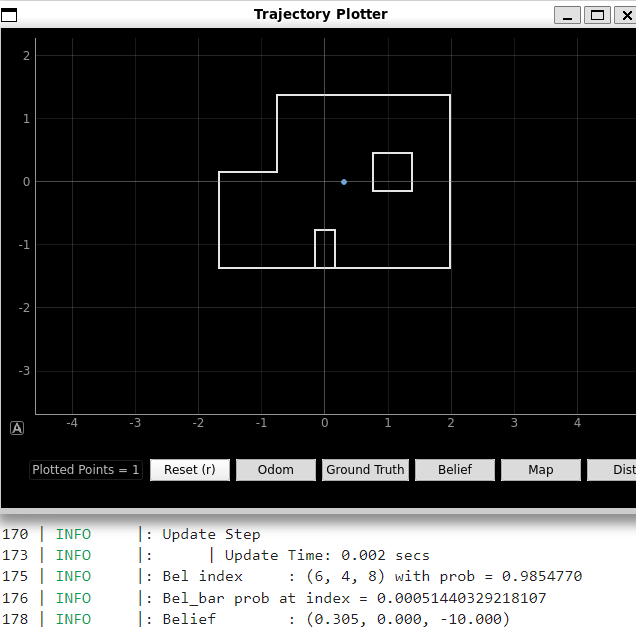 Trajectory Plotter
2
1
0
-1
-2
-3
-4 -3 -2 -1 0 1 2 3 4
A
Plotted Points = 1 Reset (r) Odom Ground Truth Belief Map Dist
170 | INFO     |: Update Step
173 | INFO     |:      | Update Time: 0.002 secs
175 | INFO     |: Bel index     : (6, 4, 8) with prob = 0.9854770
176 | INFO     |: Bel_bar prob at index = 0.00051440329218107
178 | INFO     |: Belief        : (0.305, 0.000, -10.000)